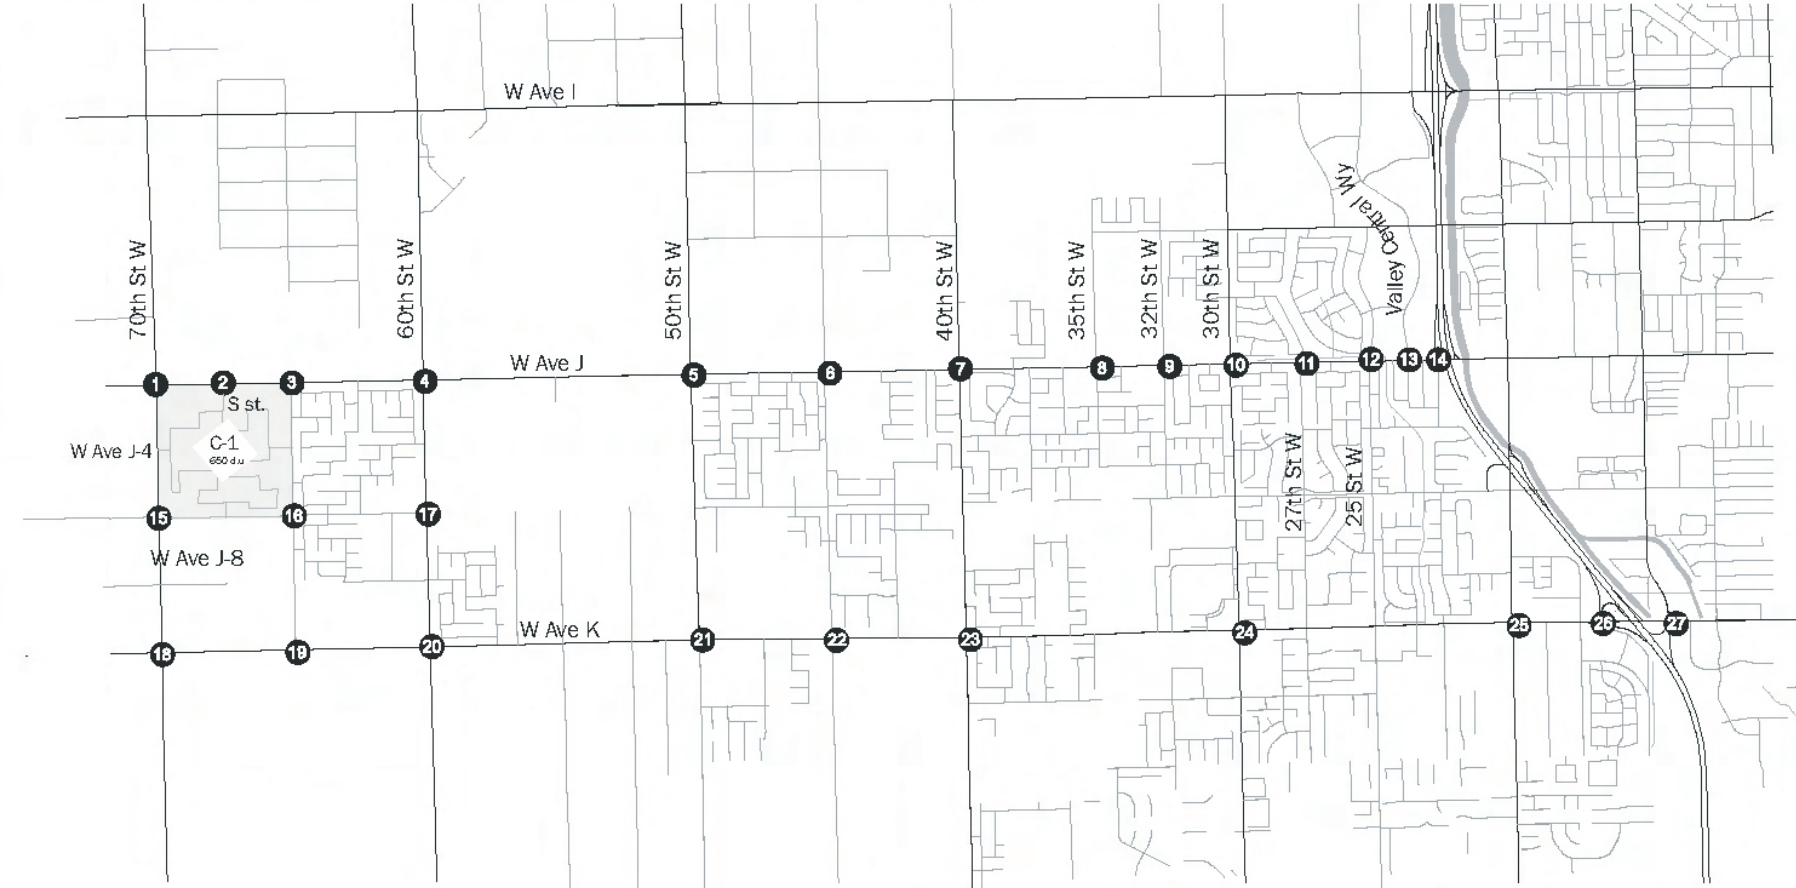 W Ave I
Valley Central Wy
70th St W
60th St W
50th St W
40th St W
35th St W
32th St W
30th St W
W Ave J
1
2
3
4
5
6
7
8
9
10
11
12
13
14
S st.
W Ave J-4
C-1
650 d.u
27th St W
25 St W
15
16
17
W Ave J-8
W Ave K
18
19
20
21
22
23
24
25
26
27